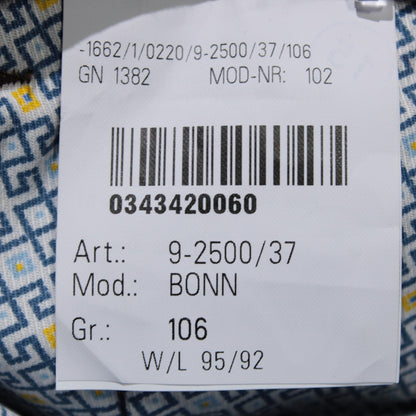 -1662/1/0220/9-2500/37/106
GN 1382 MOD-NR: 102
0343420060
Art.: 9-2500/37
Mod.: BONN
Gr.: 106
W/L 95/92